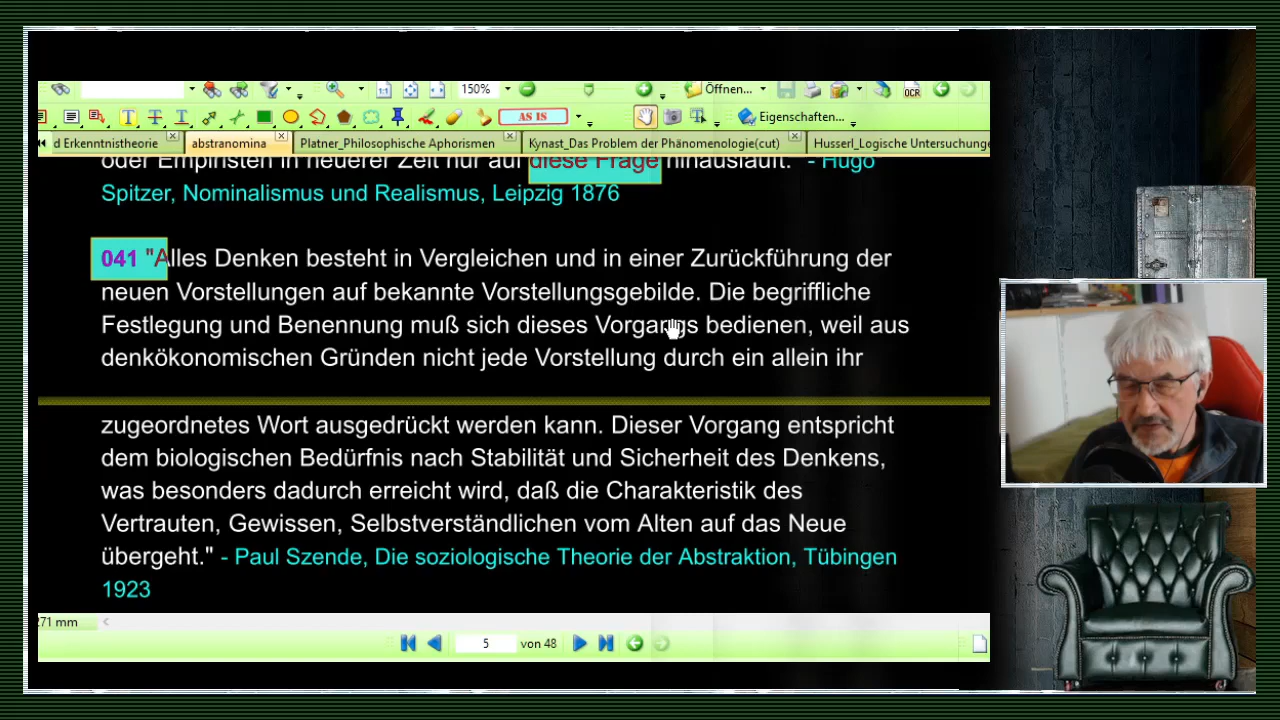 150%
Öffnen...
OCR
AS IS
Eigenschaften...
d Erkenntnistheorie
abstranomina
Platner_Philosophische Aphorismen
Kynast_Das Problem der Phänomenologie(cut)
Husserl_Logische Untersuchunge
oder Empiristen in neuerer Zeit nur auf diese Frage hinausläuft." - Hugo
Spitzer, Nominalismus und Realismus, Leipzig 1876
041 "Alles Denken besteht in Vergleichen und in einer Zurückführung der
neuen Vorstellungen auf bekannte Vorstellungsgebilde. Die begriffliche
Festlegung und Benennung muß sich dieses Vorgangs bedienen, weil aus
denkökonomischen Gründen nicht jede Vorstellung durch ein allein ihr
zugeordnetes Wort ausgedrückt werden kann. Dieser Vorgang entspricht
dem biologischen Bedürfnis nach Stabilität und Sicherheit des Denkens,
was besonders dadurch erreicht wird, daß die Charakteristik des
Vertrauten, Gewissen, Selbstverständlichen vom Alten auf das Neue
übergeht." - Paul Szende, Die soziologische Theorie der Abstraktion, Tübingen
1923
271 mm
5 von 48